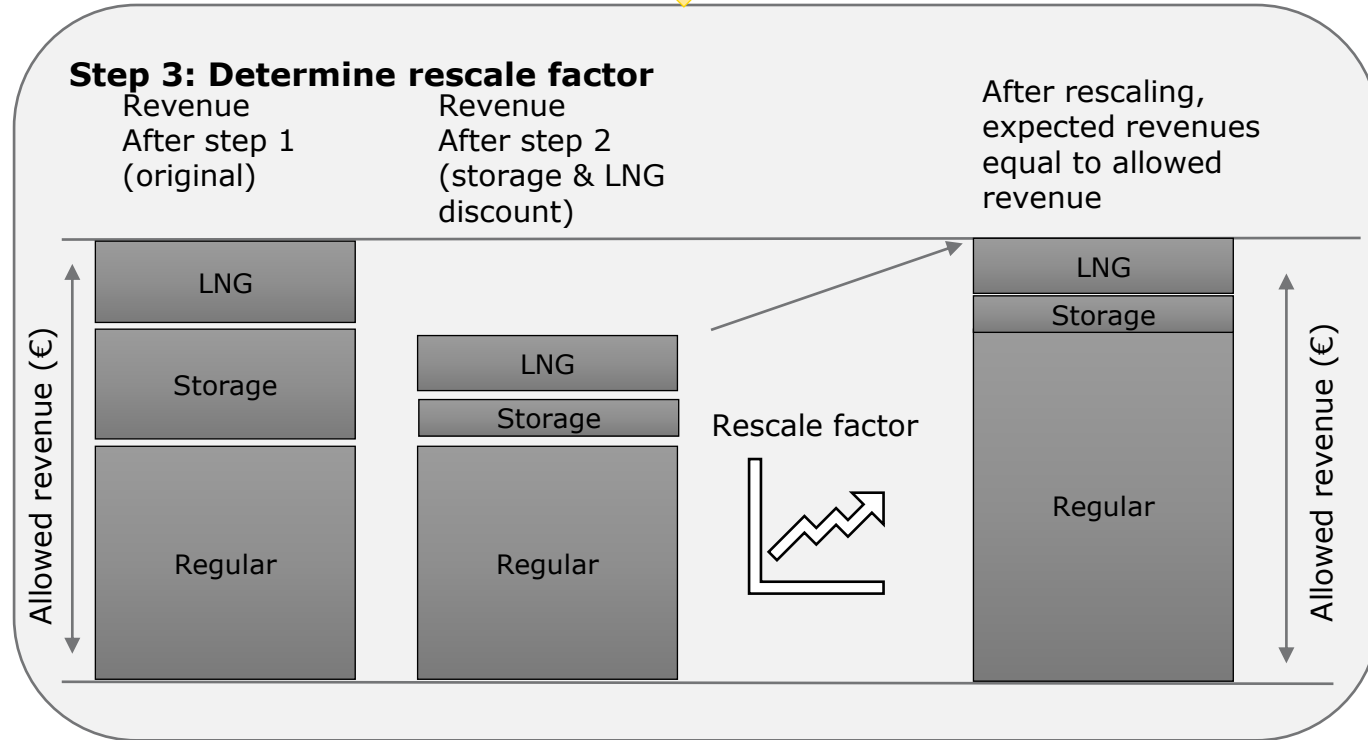 Step 3: Determine rescale factor
Revenue
After step 1
(original)
Revenue
After step 2
(storage & LNG
discount)
After rescaling,
expected revenues
equal to allowed
revenue
Allowed revenue (€)
LNG
Storage
Regular
LNG
Storage
Regular
Rescale factor
LNG
Storage
Regular
Allowed revenue (€)